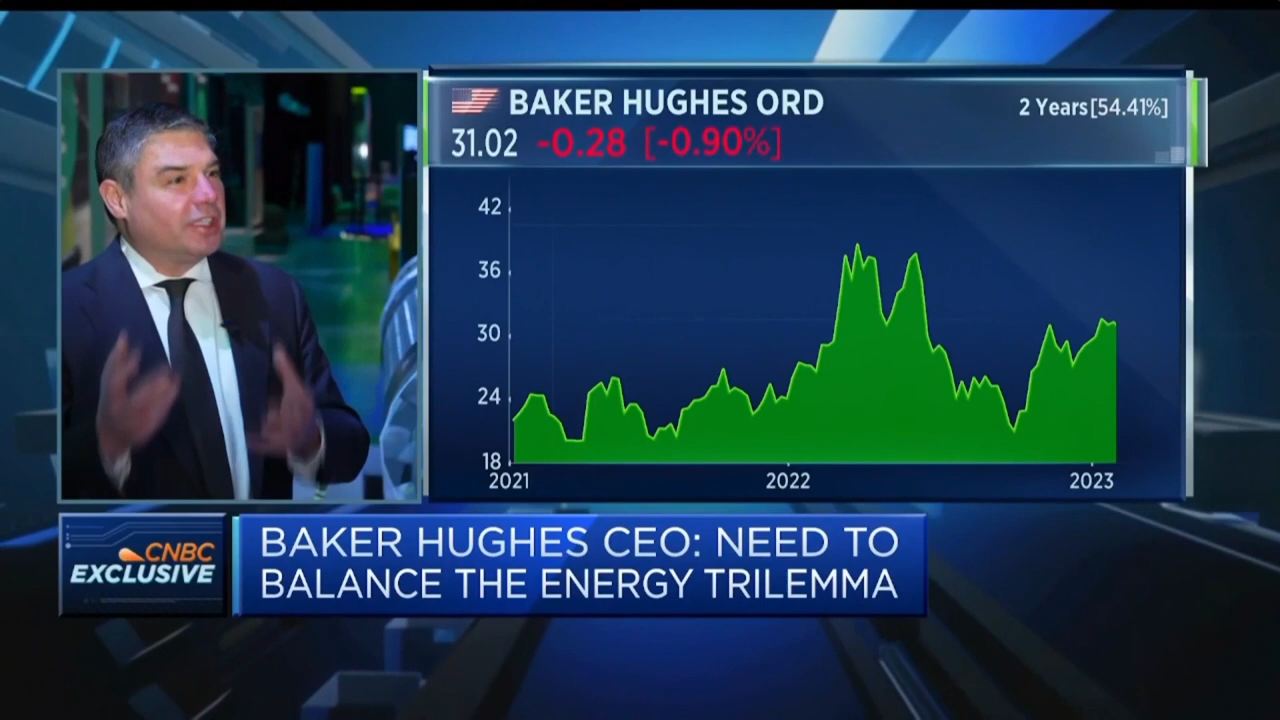 BAKER HUGHES ORD
2 Years[54.41%]
31.02 -0.28 [-0.90%]
42
36
30
24
18
2021 2022 2023
CNBC
EXCLUSIVE
BAKER HUGHES CEO: NEED TO
BALANCE THE ENERGY TRILEMMA